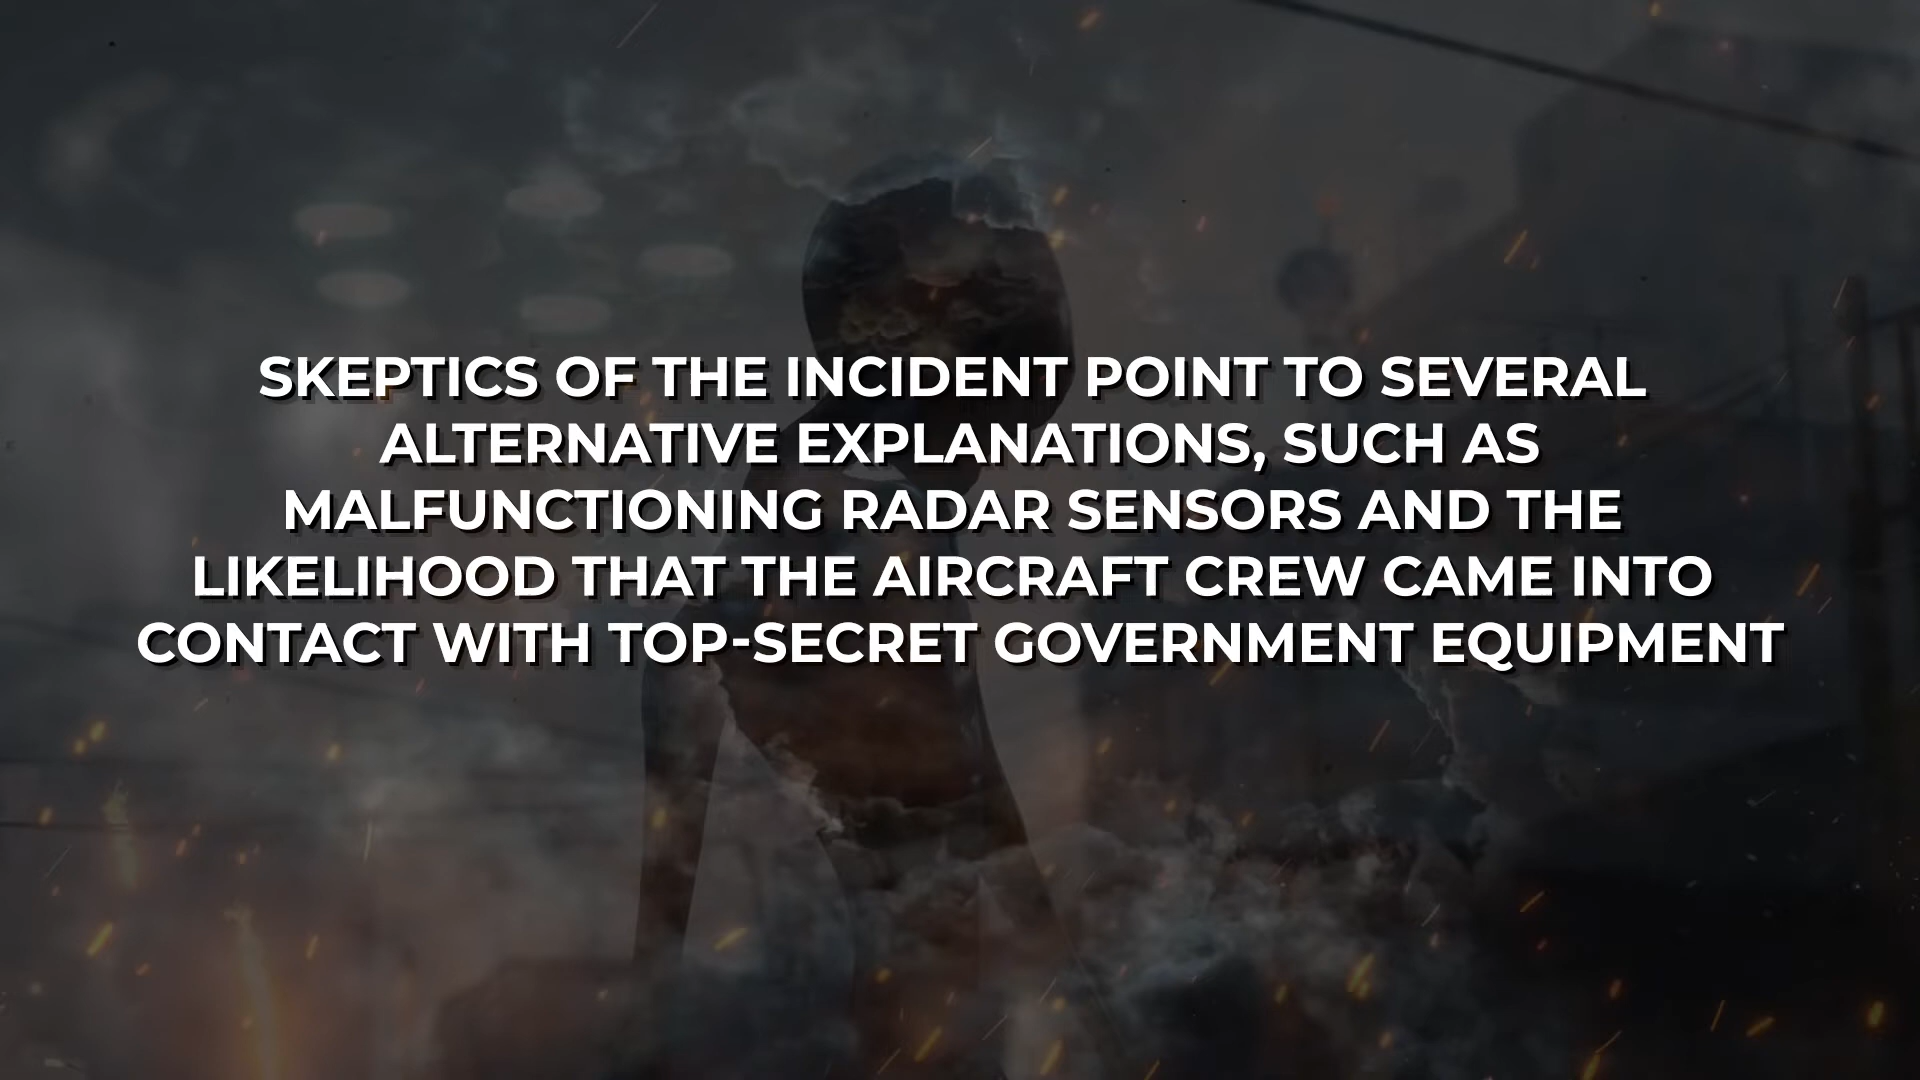 SKEPTICS OF THE INCIDENT POINT TO SEVERAL
ALTERNATIVE EXPLANATIONS, SUCH AS
MALFUNCTIONING RADAR SENSORS AND THE
LIKELIHOOD THAT THE AIRCRAFT CREW CAME INTO
CONTACT WITH TOP-SECRET GOVERNMENT EQUIPMENT